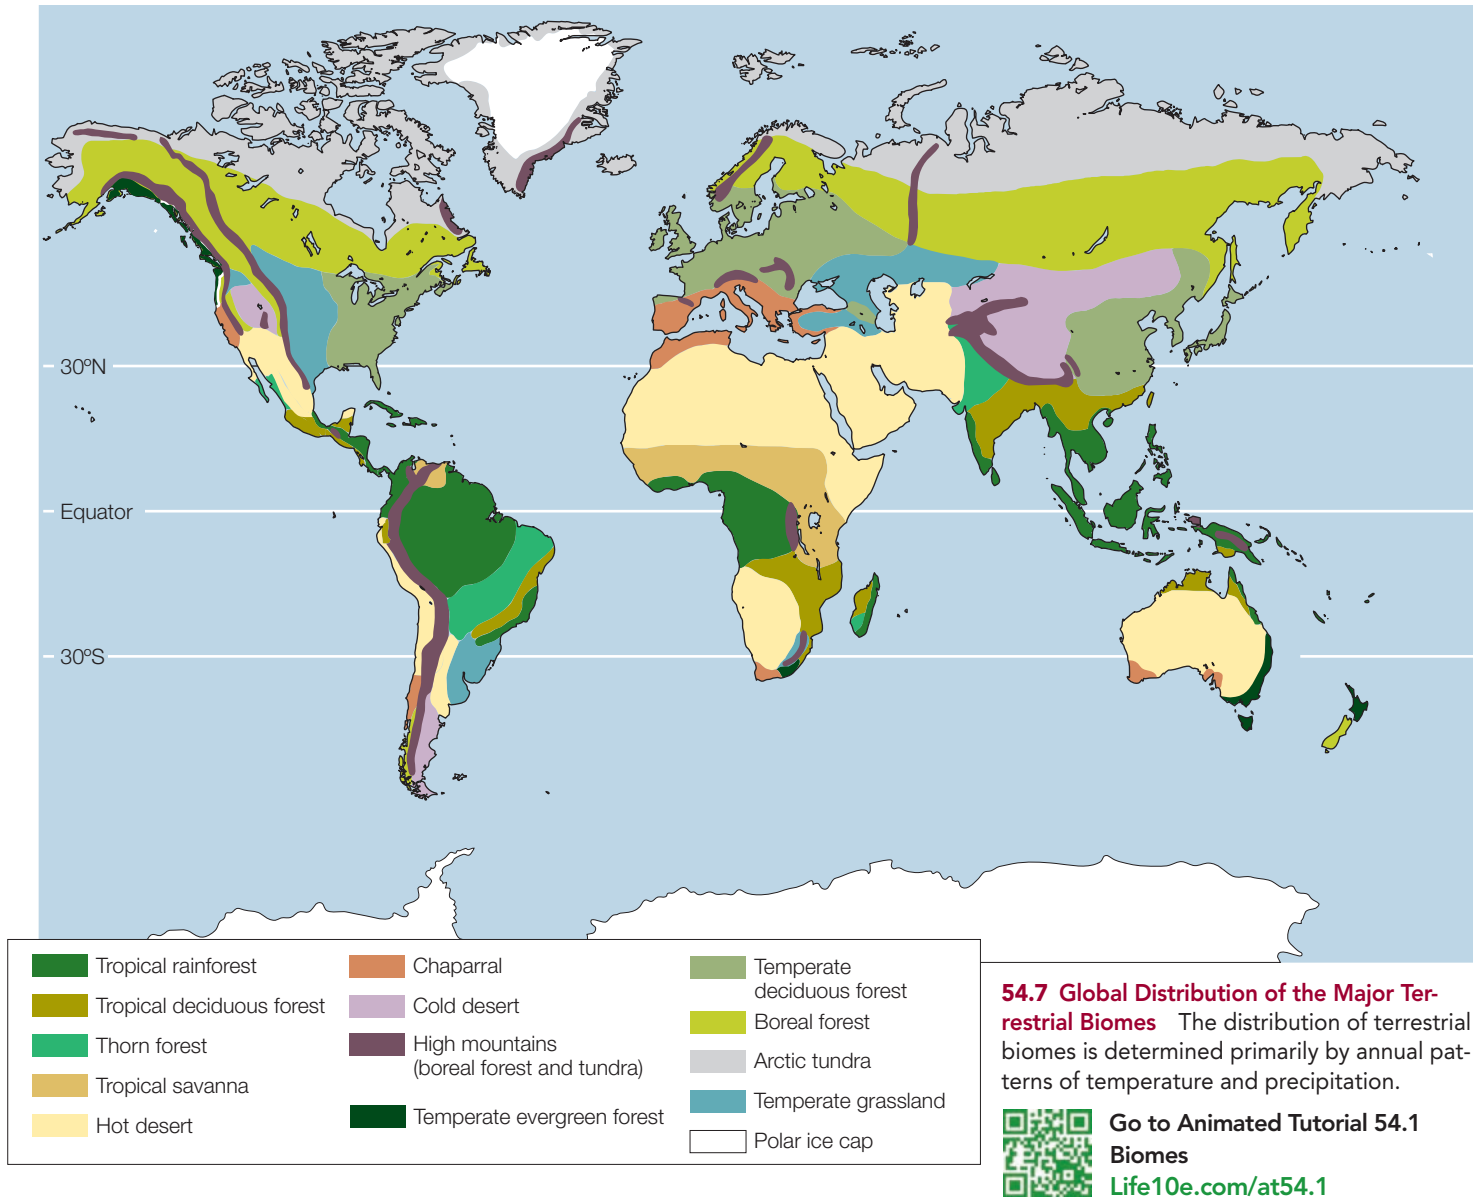 30ºN
Equator
30ºS
Tropical rainforest
Tropical deciduous forest
Thorn forest
Tropical savanna
Hot desert
Chaparral
Cold desert
High mountains
(boreal forest and tundra)
Temperate evergreen forest
Temperate
deciduous forest
Boreal forest
Arctic tundra
Temperate grassland
Polar ice cap
54.7 Global Distribution of the Major Ter-
restrial Biomes The distribution of terrestrial
biomes is determined primarily by annual pat-
terns of temperature and precipitation.
Go to Animated Tutorial 54.1
Biomes
Life10e.com/at54.1